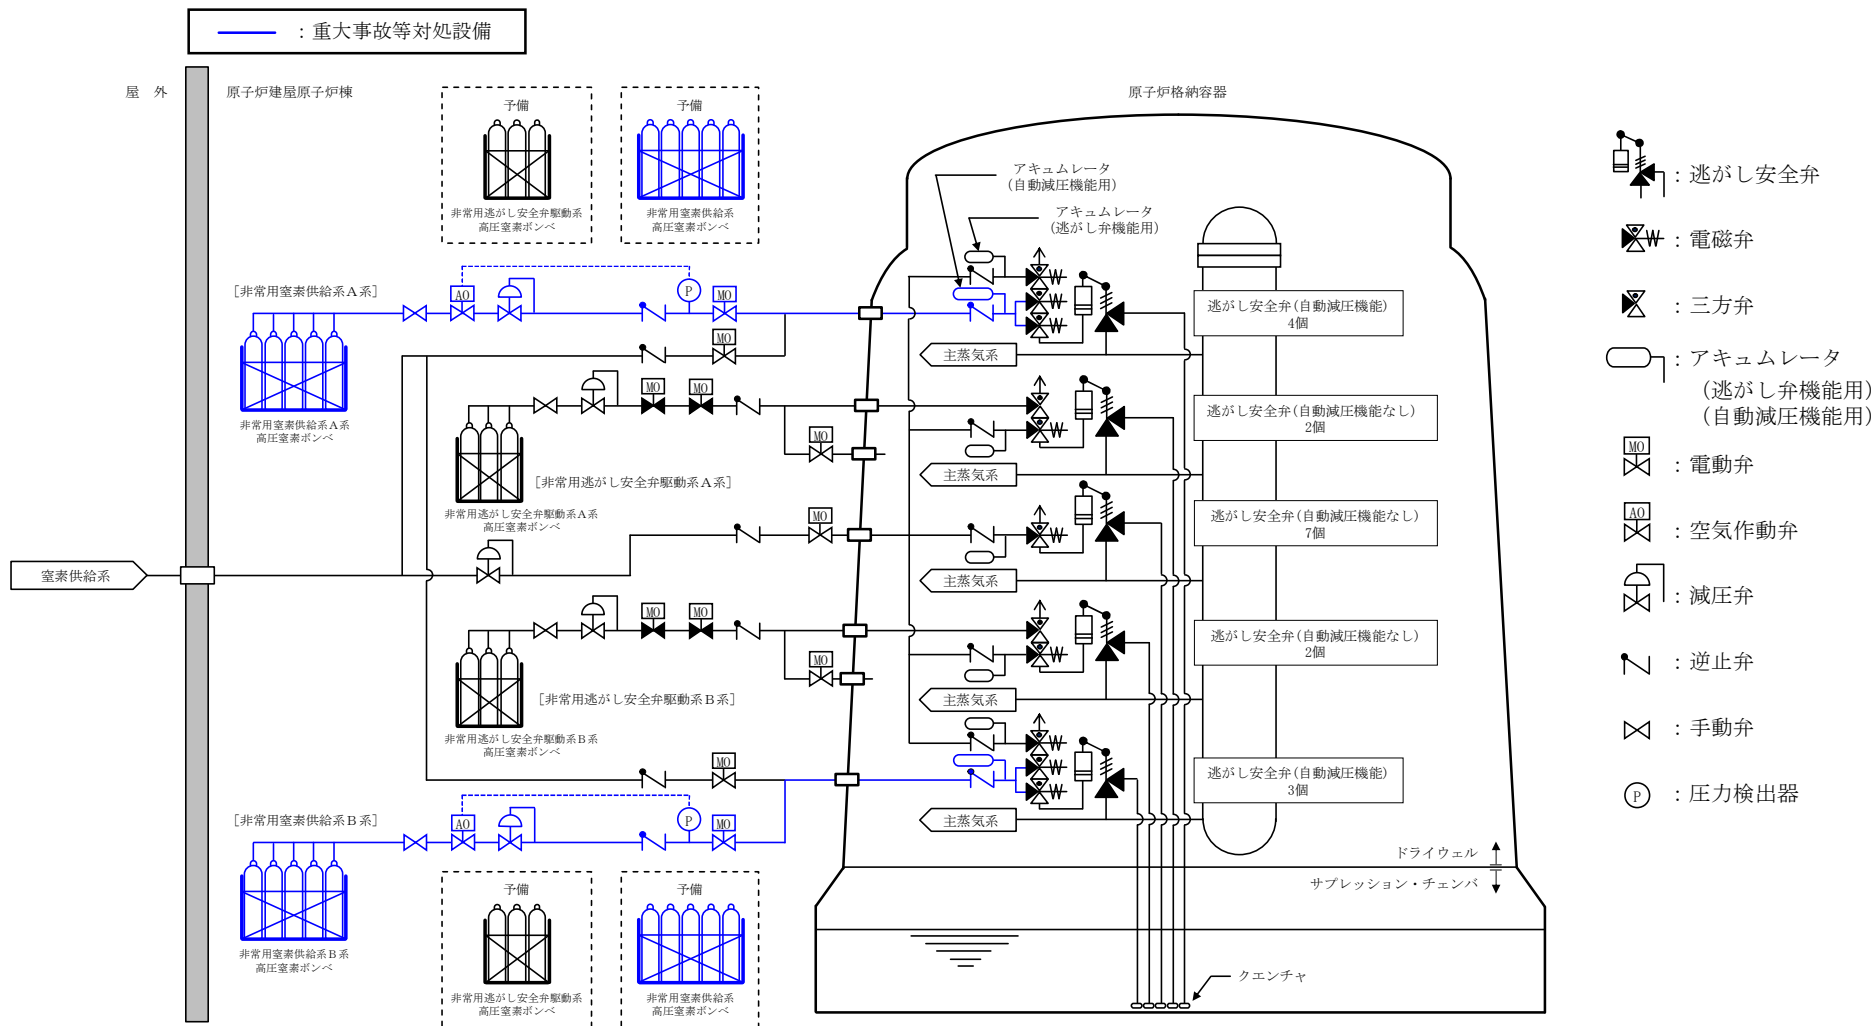 ：重大事故等対処設備
屋　外
原子炉建屋原子炉棟
原子炉格納容器
予備
非常用逃がし安全弁駆動系
高圧窒素ボンベ
予備
非常用窒素供給系
高圧窒素ボンベ
アキュムレータ
(自動減圧機能用)
アキュムレータ
(逃がし弁機能用)
[非常用窒素供給系Ａ系]
AO
P
MO
MO
非常用窒素供給系Ａ系
高圧窒素ボンベ
逃がし安全弁(自動減圧機能)
4個
主蒸気系
MO
MO
MO
[非常用逃がし安全弁駆動系Ａ系]
非常用逃がし安全弁駆動系Ａ系
高圧窒素ボンベ
逃がし安全弁(自動減圧機能なし)
2個
主蒸気系
MO
逃がし安全弁(自動減圧機能なし)
7個
主蒸気系
窒素供給系
MO
MO
MO
[非常用逃がし安全弁駆動系Ｂ系]
非常用逃がし安全弁駆動系Ｂ系
高圧窒素ボンベ
逃がし安全弁(自動減圧機能なし)
2個
主蒸気系
MO
逃がし安全弁(自動減圧機能)
3個
主蒸気系
[非常用窒素供給系Ｂ系]
AO
P
MO
非常用窒素供給系Ｂ系
高圧窒素ボンベ
予備
非常用逃がし安全弁駆動系
高圧窒素ボンベ
予備
非常用窒素供給系
高圧窒素ボンベ
ドライウェル
サプレッション・チェンバ
クエンチャ
：逃がし安全弁
：電磁弁
：三方弁
：アキュムレータ
(逃がし弁機能用)
(自動減圧機能用)
MO
：電動弁
AO
：空気作動弁
：減圧弁
：逆止弁
：手動弁
P
：圧力検出器